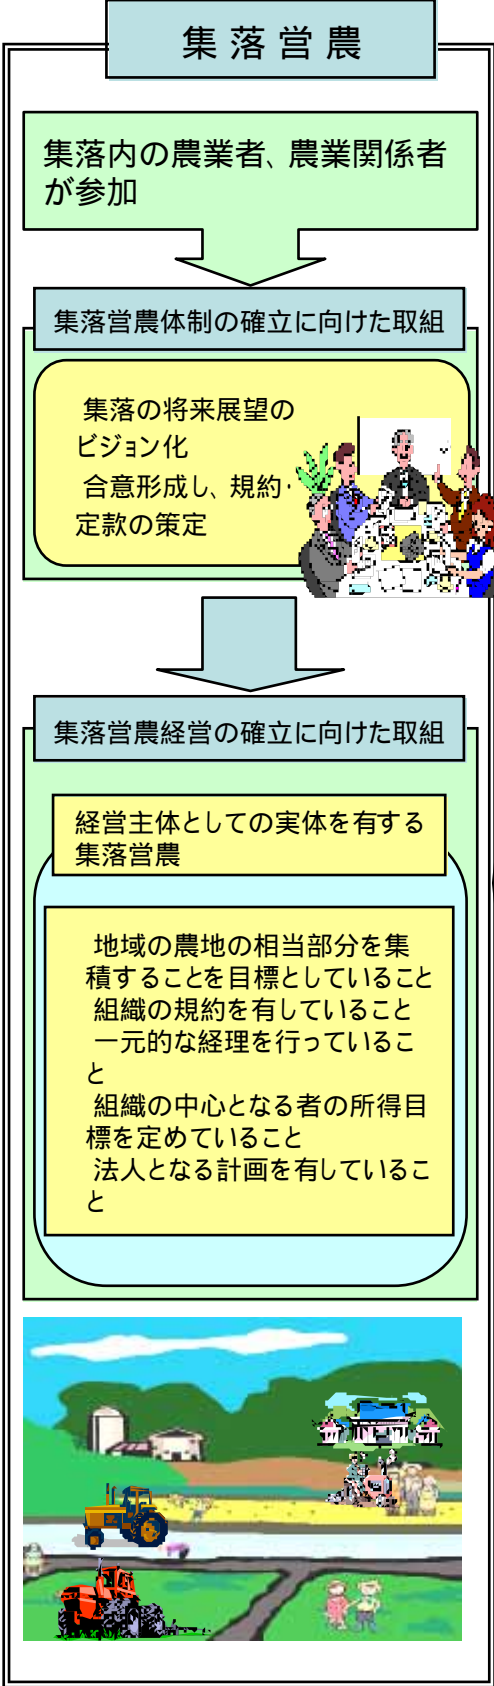 集落営農
集落内の農業者、農業関係者
が参加
集落営農体制の確立に向けた取組
集落の将来展望の
ビジョン化
合意形成し、規約・
定款の策定
集落営農経営の確立に向けた取組
経営主体としての実体を有する
集落営農
地域の農地の相当部分を集
積することを目標としていること
組織の規約を有していること
一元的な経理を行っているこ
と
組織の中心となる者の所得目
標を定めていること
法人となる計画を有しているこ
と